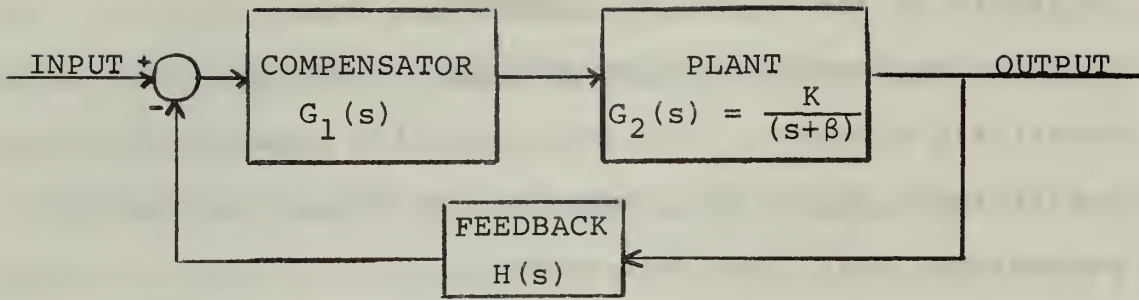 INPUT
+
-
COMPENSATOR
G₁(s)
PLANT
G₂(s) = K/(s+β)
OUTPUT
FEEDBACK
H(s)